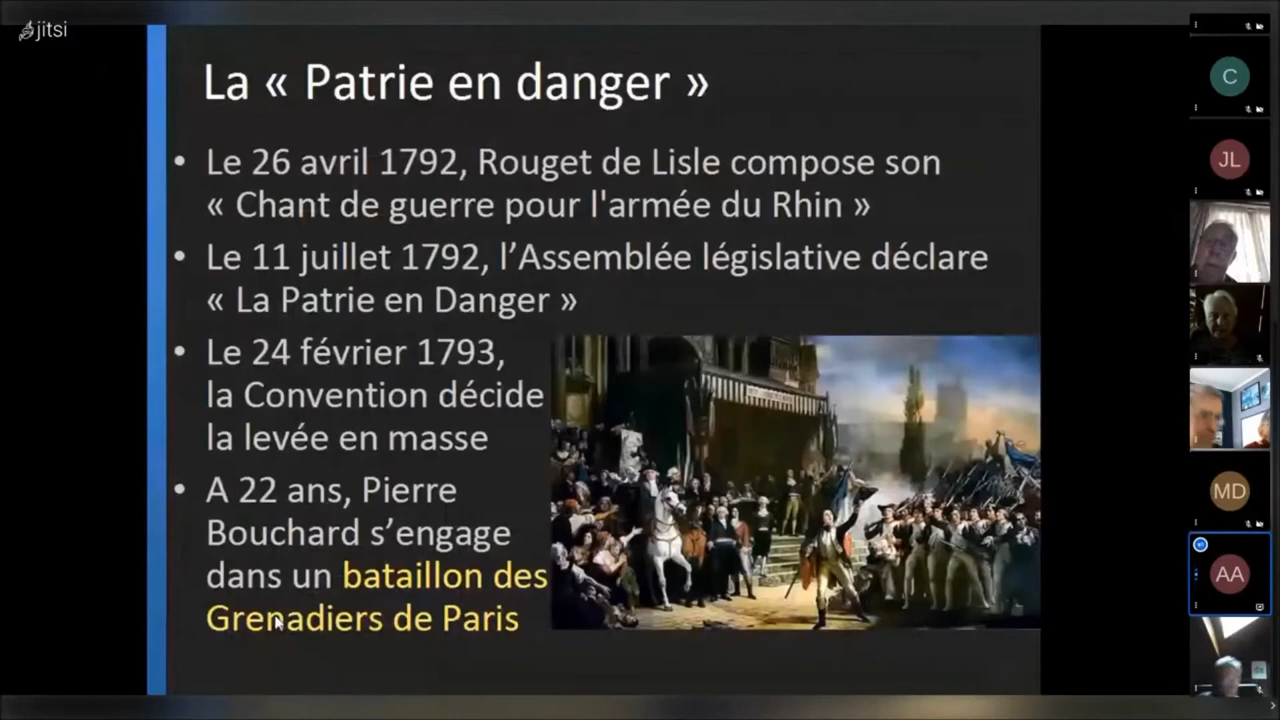 jitsi
La « Patrie en danger »
• Le 26 avril 1792, Rouget de Lisle compose son
« Chant de guerre pour l'armée du Rhin »
• Le 11 juillet 1792, l’Assemblée législative déclare
« La Patrie en Danger »
• Le 24 février 1793,
la Convention décide
la levée en masse
• A 22 ans, Pierre
Bouchard s’engage
dans un bataillon des
Grenadiers de Paris
C
JL
MD
AA